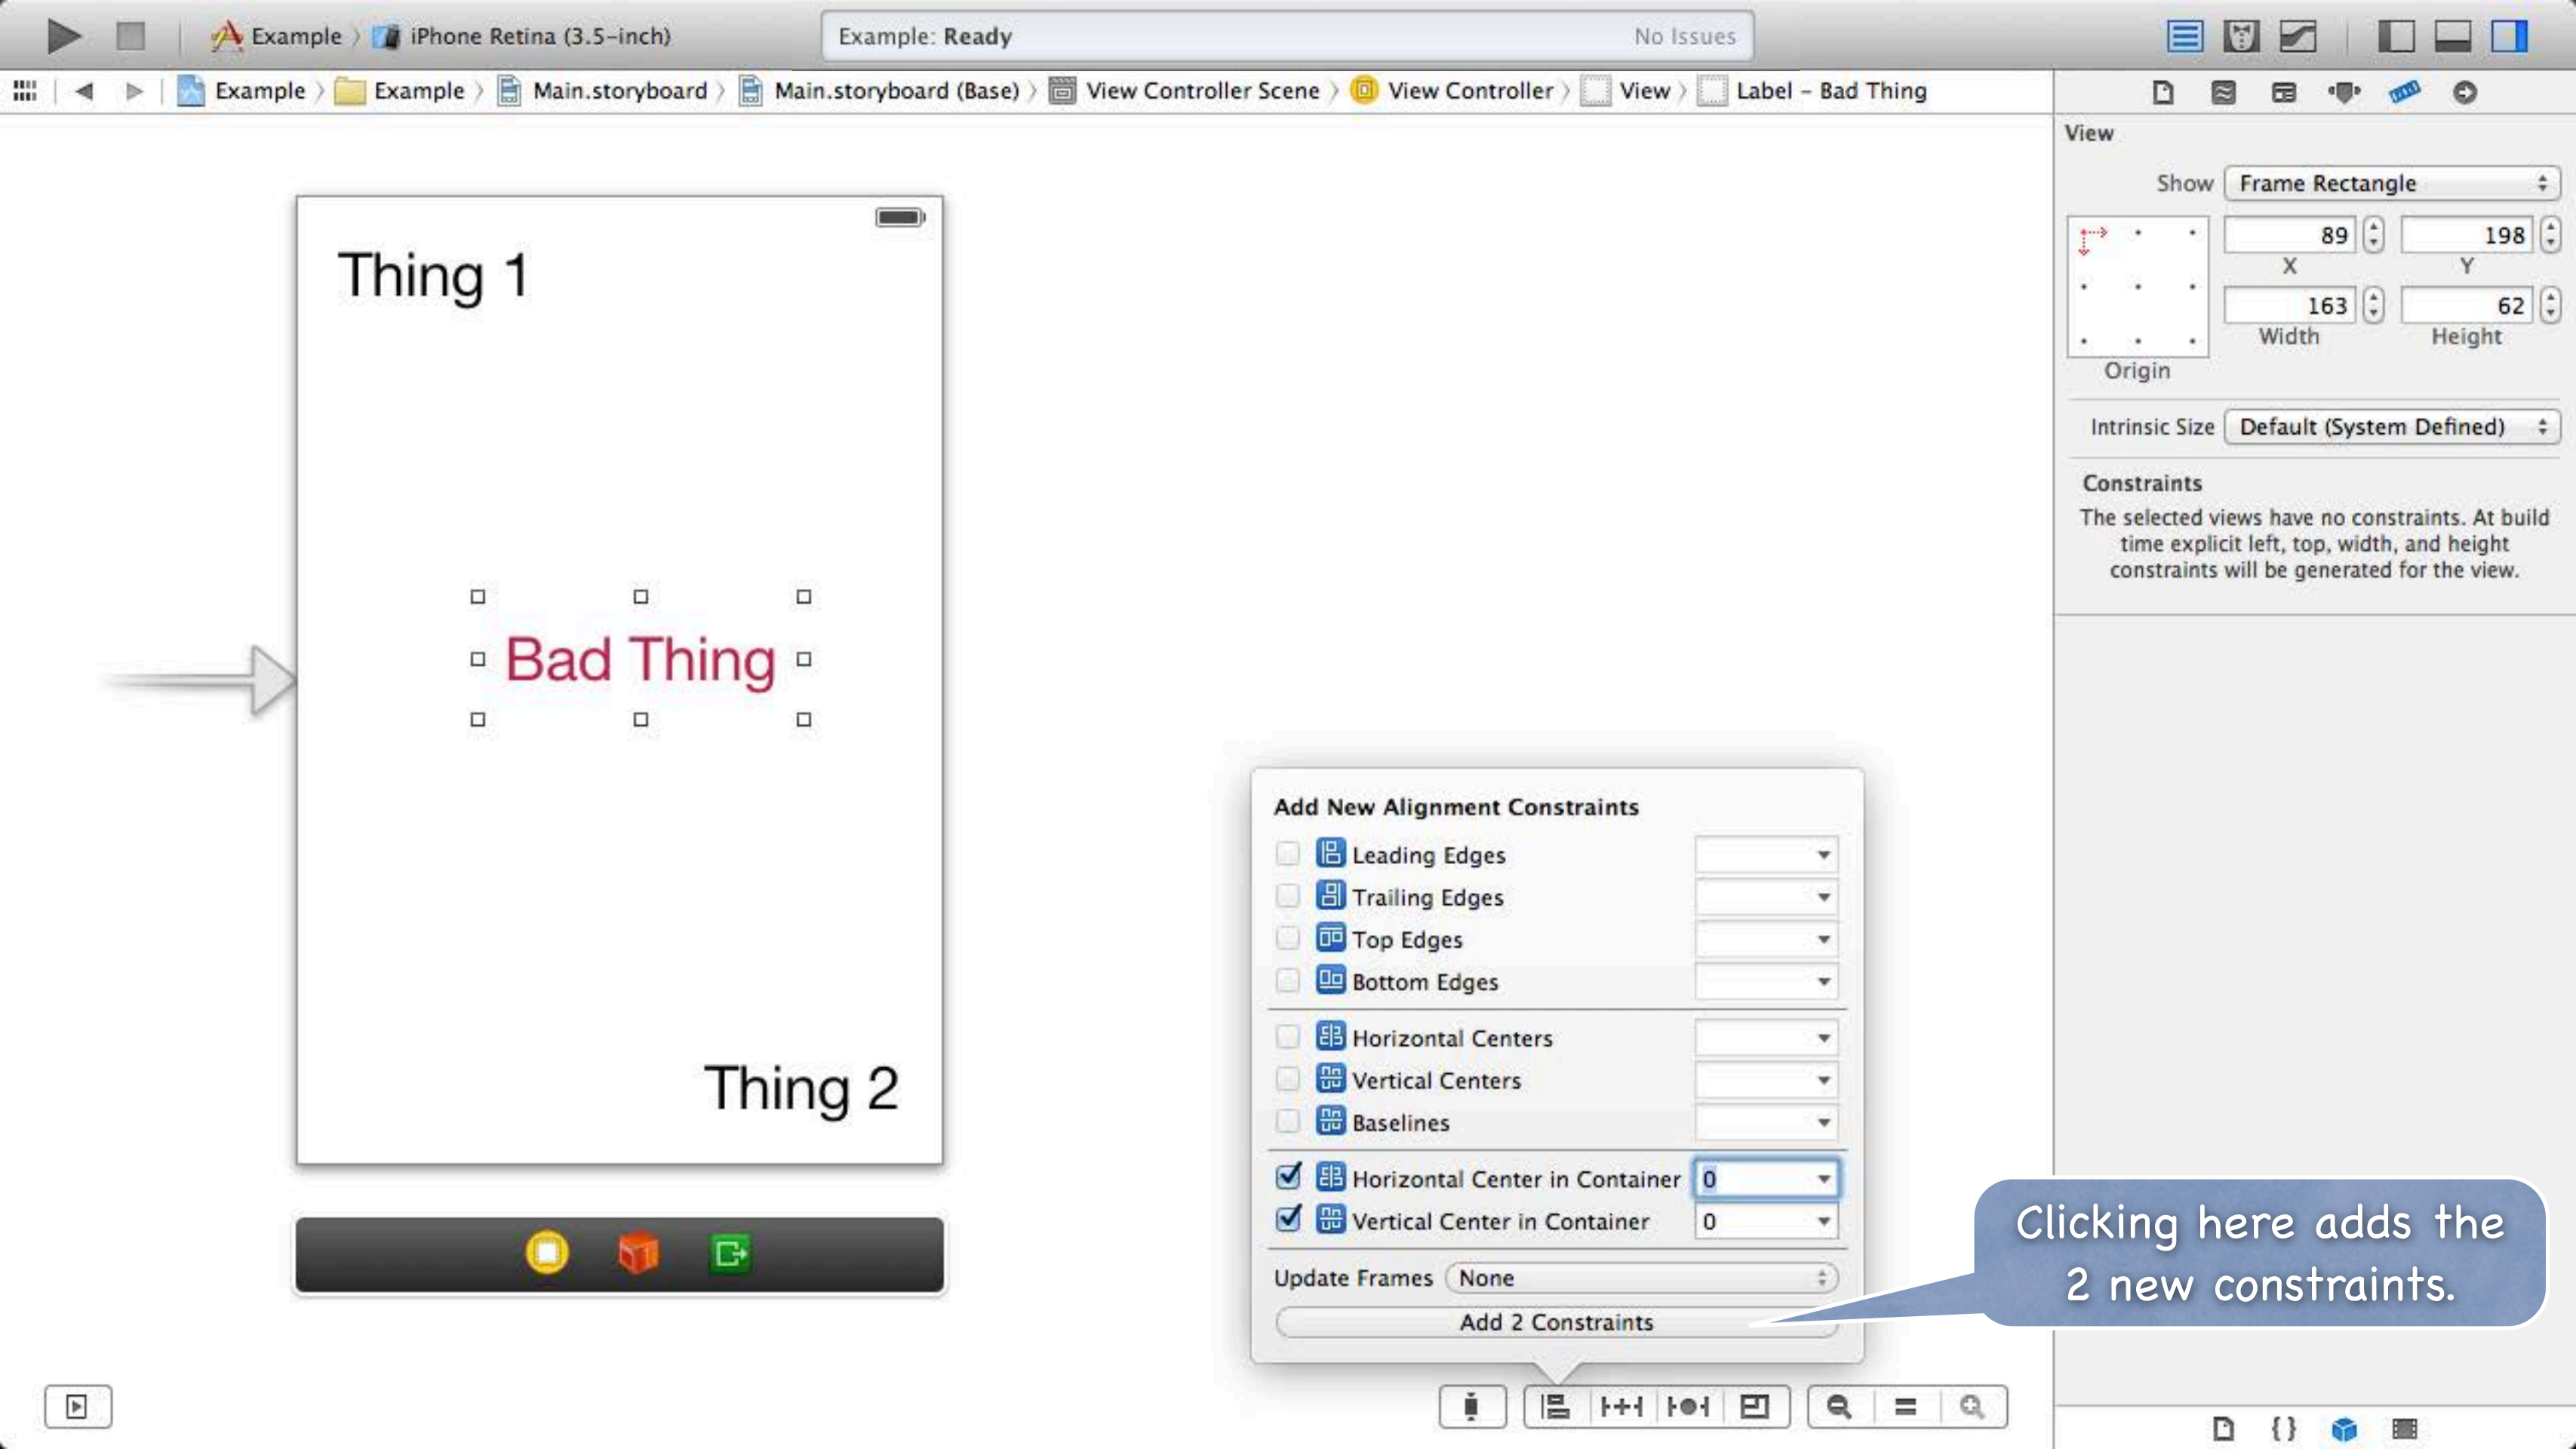 Example
iPhone Retina (3.5-inch)
Example: Ready
No Issues
Example
Example
Main.storyboard
Main.storyboard (Base)
View Controller Scene
View Controller
View
Label - Bad Thing
View
Show
Frame Rectangle
89
198
X
Y
163
62
Width
Height
Origin
Intrinsic Size
Default (System Defined)
Constraints
The selected views have no constraints. At build
time explicit left, top, width, and height
constraints will be generated for the view.
Thing 1
Bad Thing
Thing 2
Add New Alignment Constraints
Leading Edges
Trailing Edges
Top Edges
Bottom Edges
Horizontal Centers
Vertical Centers
Baselines
Horizontal Center in Container
0
Vertical Center in Container
0
Update Frames
None
Add 2 Constraints
Clicking here adds the
2 new constraints.